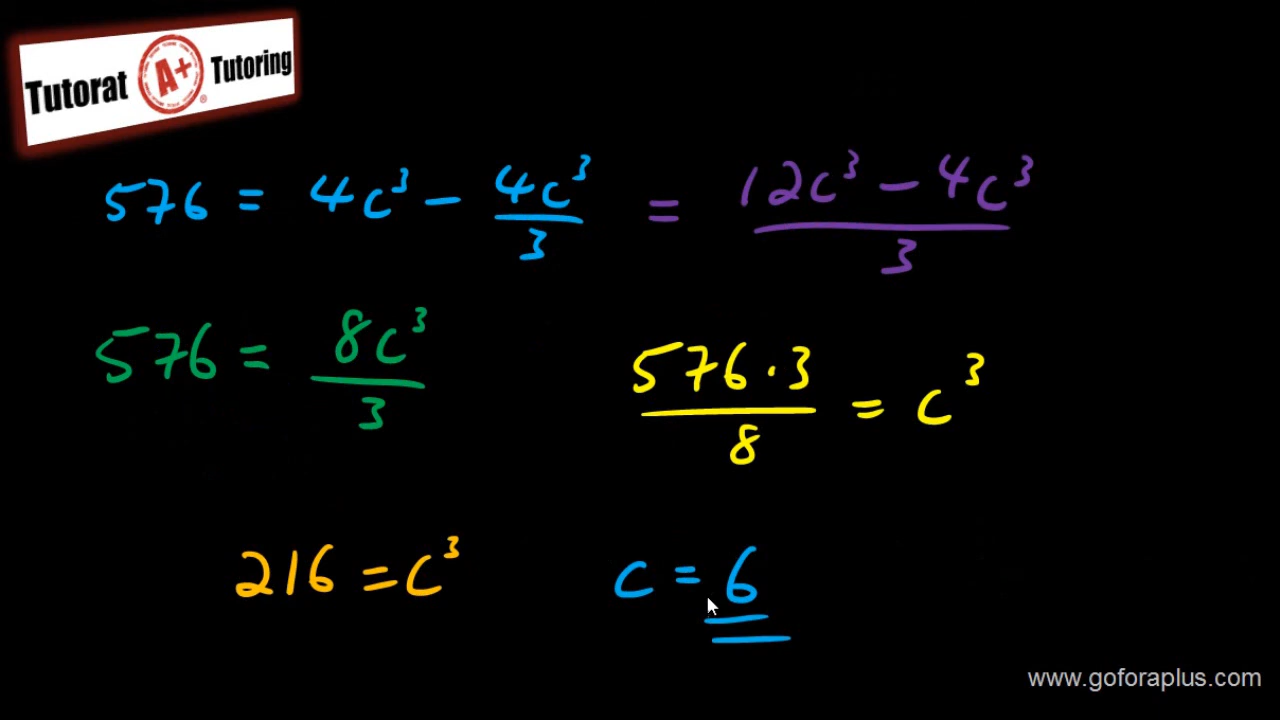 Tutorat A+ Tutoring
576 = 4c³ - 4c³/3 = (12c³ - 4c³)/3
576 = 8c³/3
(576 · 3)/8 = c³
216 = c³
c = 6
www.goforaplus.com